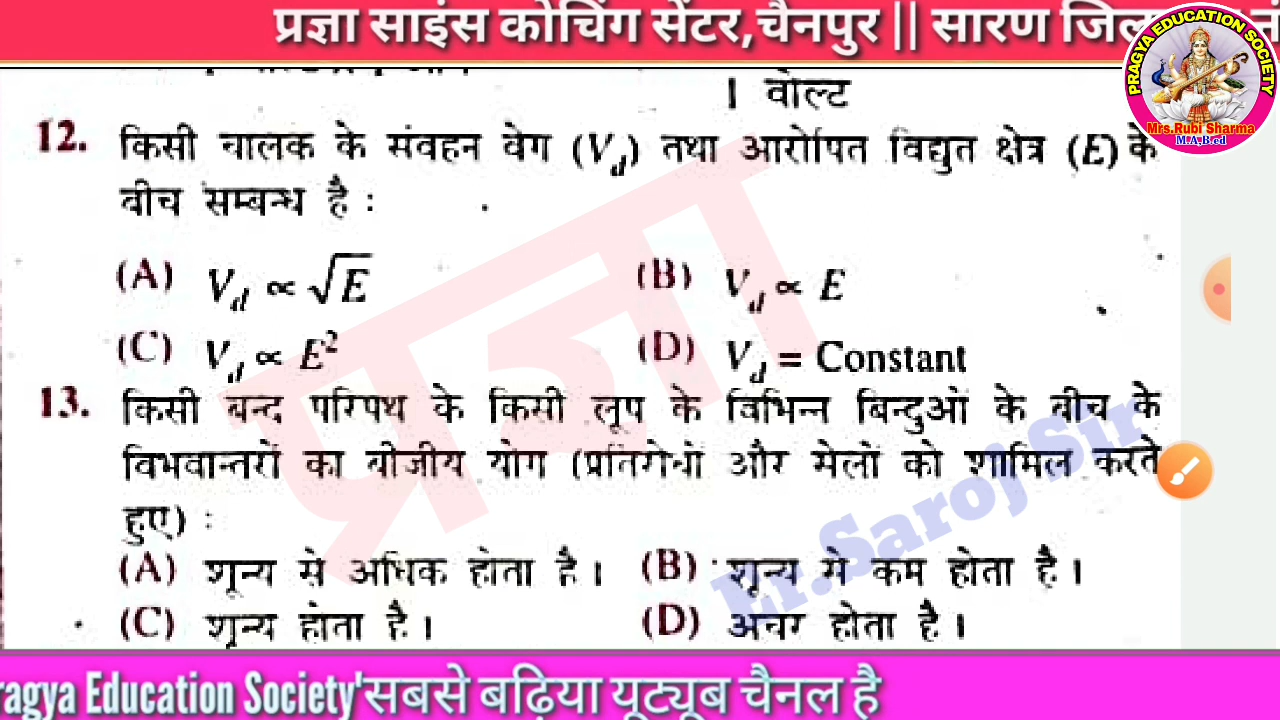 प्रज्ञा साइंस कोचिंग सेंटर,चैनपुर || सारण
PRAGYA EDUCATION SOCIETY
Mrs.Rubi Sharma
M.A,B.ed
1 वोल्ट
12. किसी चालक के संवहन वेग (V_d) तथा आरोपित विद्युत क्षेत्र (E) के
बीच सम्बन्ध है :
(A) V_d ∝ √E (B) V_d ∝ E
(C) V_d ∝ E² (D) V_d = Constant
13. किसी बन्द परिपथ के किसी लूप के विभिन्न बिन्दुओं के बीच के
विभवान्तरों का बीजीय योग (प्रतिरोधों और सेलों को शामिल करते
हुए) :
(A) शून्य से अधिक होता है। (B) शून्य से कम होता है।
(C) शून्य होता है। (D) अचर होता है।
प्रज्ञा
Er.Saroj Sir
ragya Education Society'सबसे बढ़िया यूट्यूब चैनल है